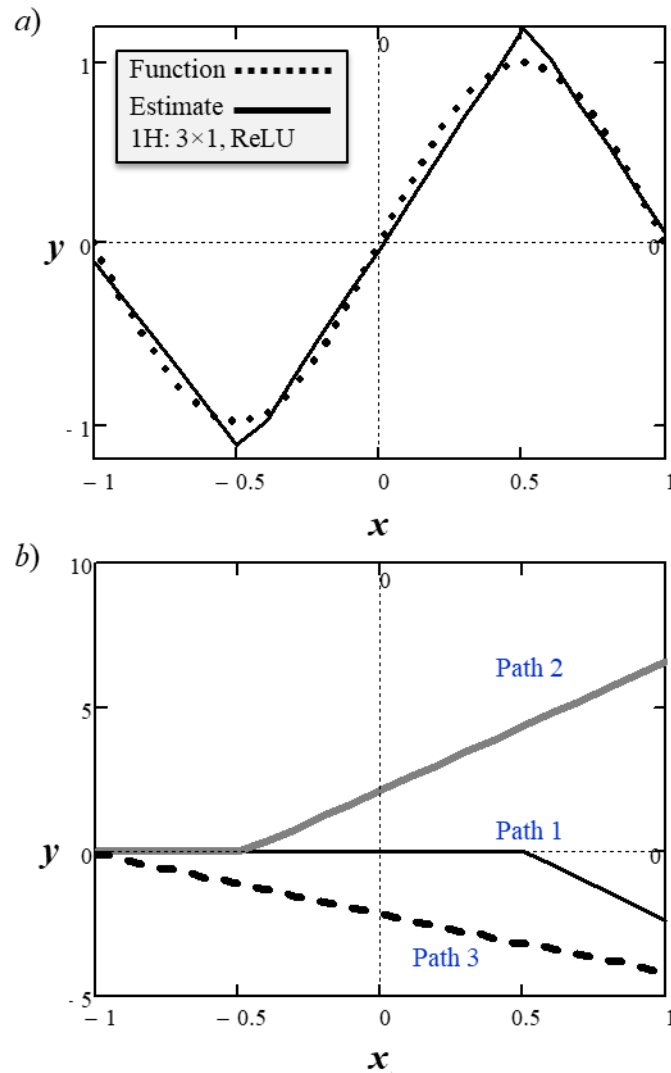 a)
0
1
Function
Estimate
1H: 3×1, ReLU
y
0
0
- 1
– 1
– 0.5
0
0.5
1
x
b)
10
0
Path 2
5
Path 1
y
0
0
Path 3
- 5
– 1
– 0.5
0
0.5
1
x